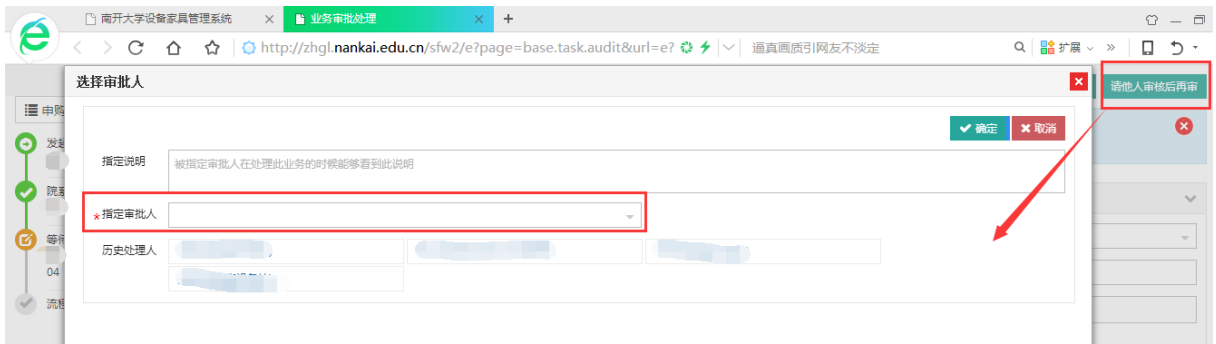 南开大学设备家具管理系统
业务审批处理
http://zhgl.nankai.edu.cn/sfw2/e?page=base.task.audit&url=e?
逼真画质引网友不淡定
扩展
选择审批人
请他人审核后再审
申购
发起
确定
取消
指定说明
被指定审批人在处理此业务的时候能够看到此说明
院系
*指定审批人
等待
历史处理人
04
流程